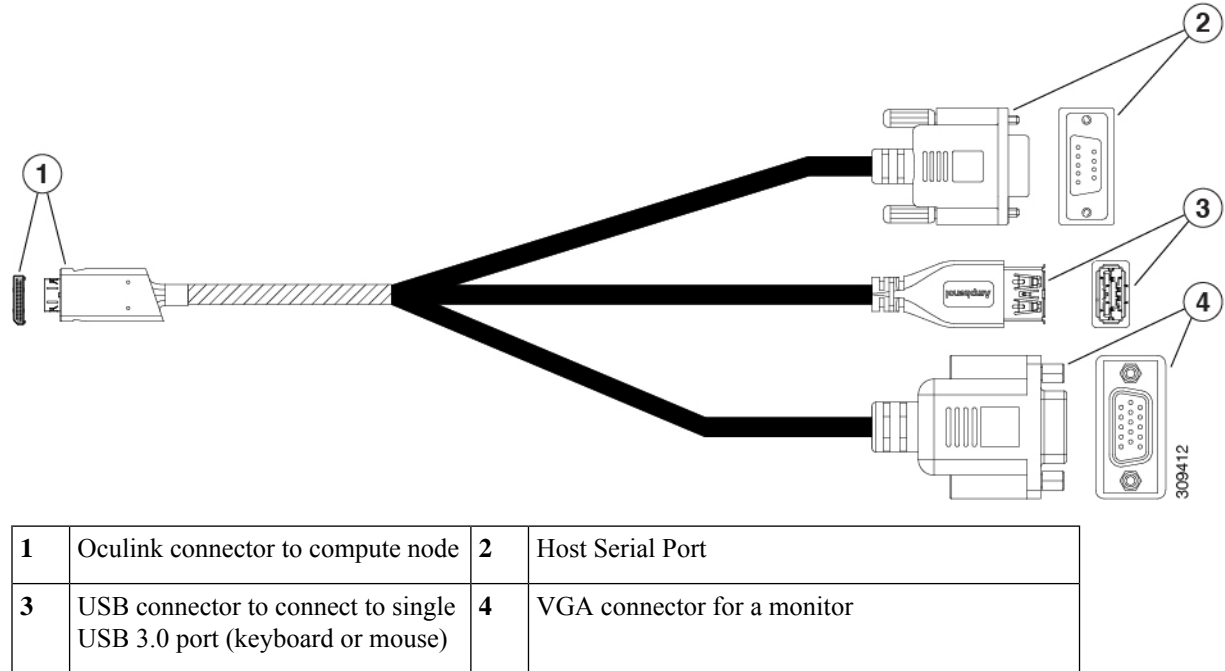 2
1
3
Amphenol
4
309412
1 Oculink connector to compute node 2 Host Serial Port
3 USB connector to connect to single 4 VGA connector for a monitor
USB 3.0 port (keyboard or mouse)